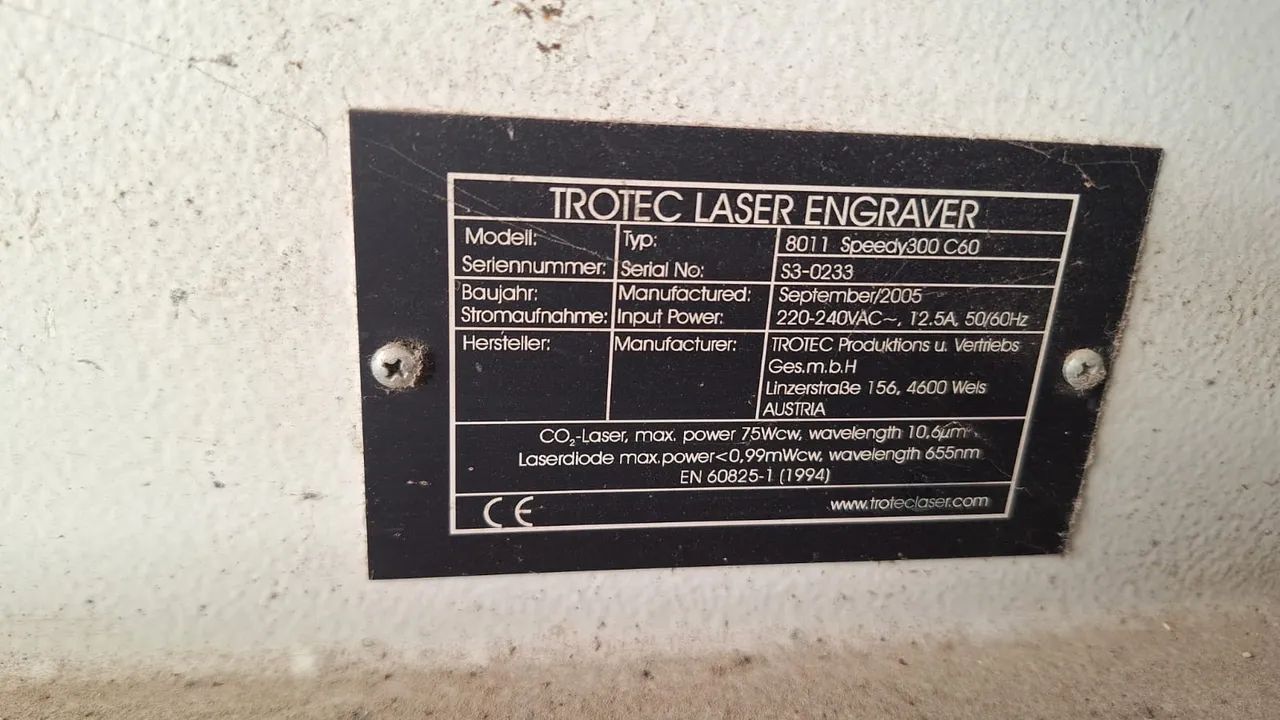 TROTEC LASER ENGRAVER
Modell: Typ: 8011 Speedy300 C60
Seriennummer: Serial No: S3-0233
Baujahr: Manufactured: September/2005
Stromaufnahme: Input Power: 220-240VAC~, 12.5A, 50/60Hz
Hersteller: Manufacturer: TROTEC Produktions u. Vertriebs
Ges.m.b.H
Linzerstraße 156, 4600 Wels
AUSTRIA
CO₂-Laser, max. power 75Wcw, wavelength 10,6µm
Laserdiode max.power<0,99mWcw, wavelength 655nm
EN 60825-1 (1994)
CE www.troteclaser.com